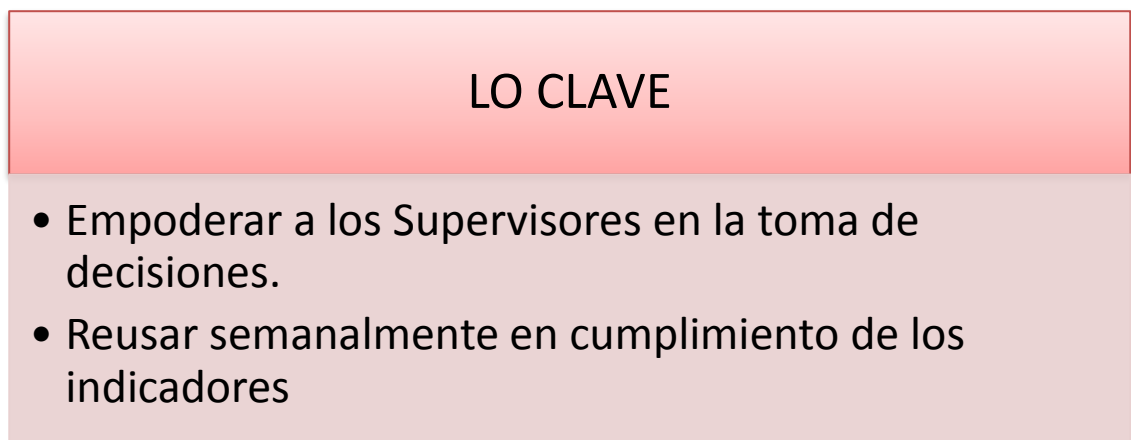 LO CLAVE
• Empoderar a los Supervisores en la toma de
decisiones.
• Reusar semanalmente en cumplimiento de los
indicadores